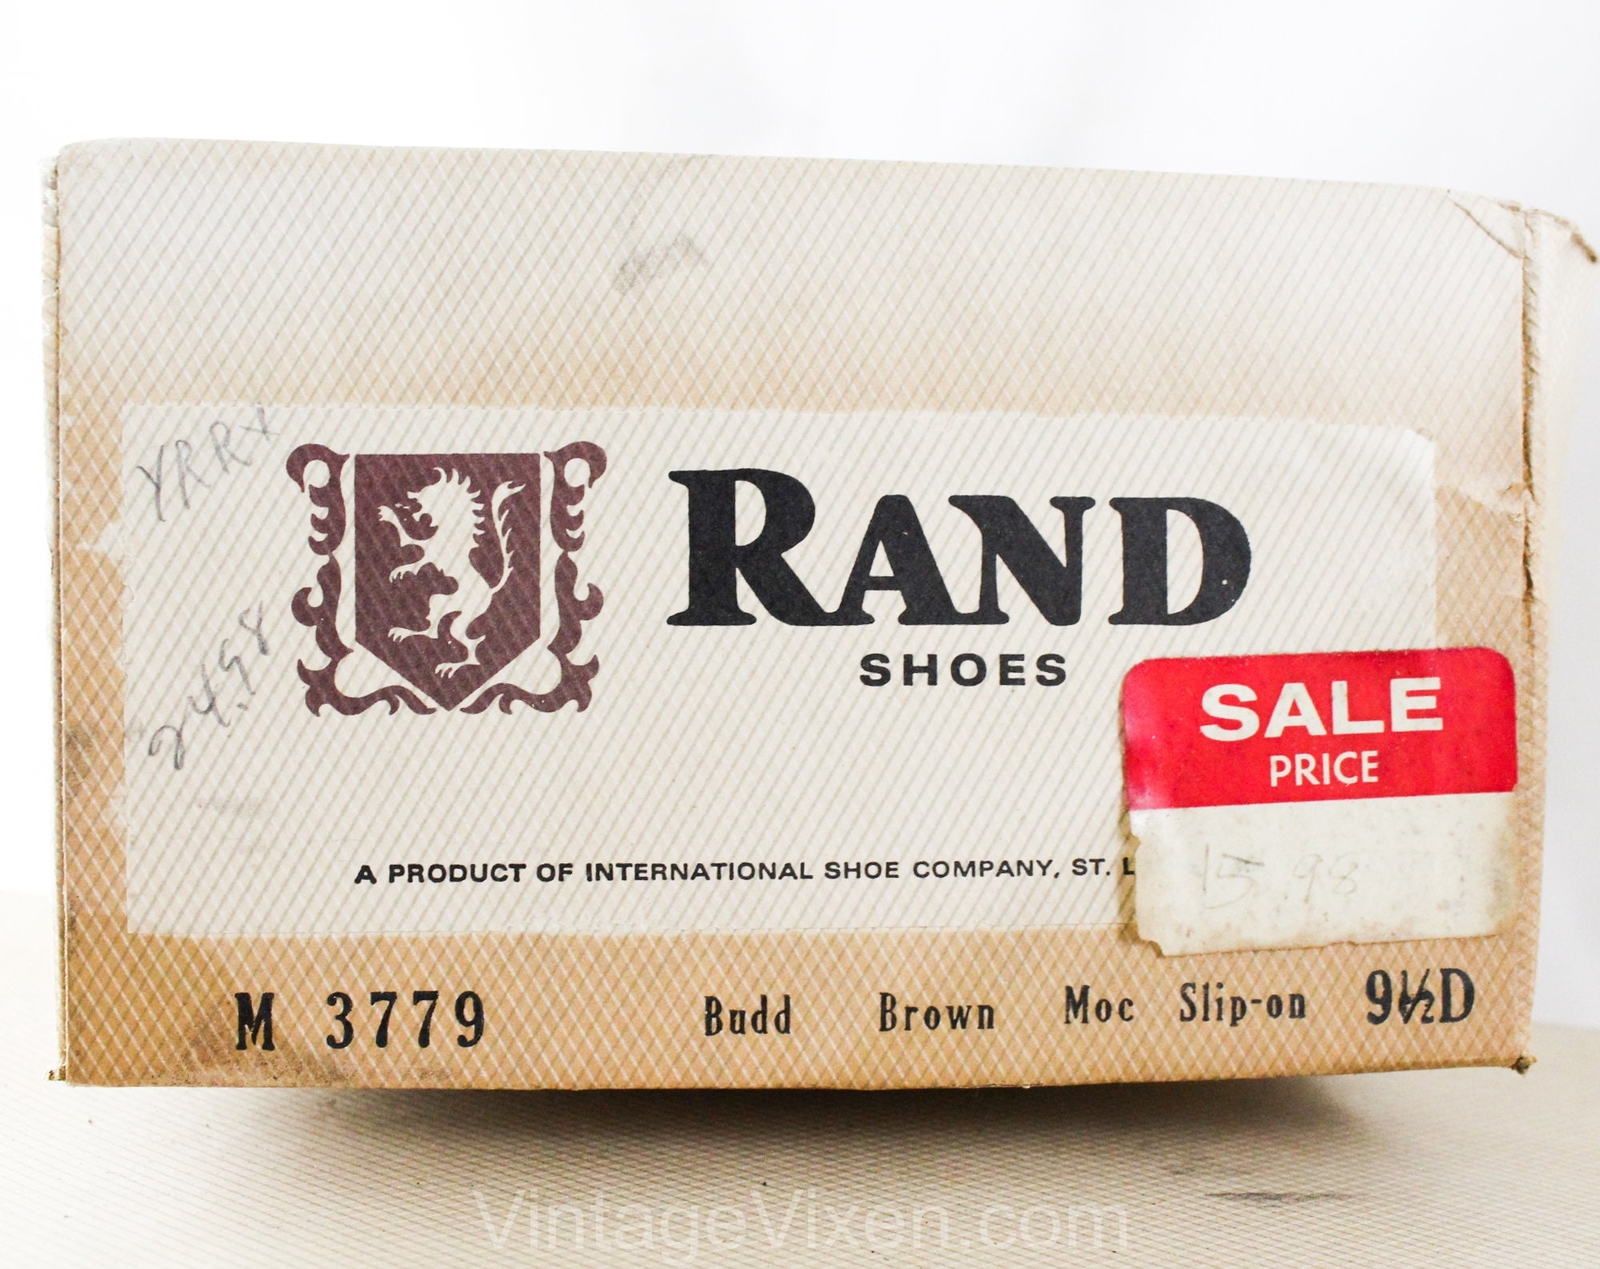 YRRX
24.98
RAND
SHOES
SALE
PRICE
15.98
A PRODUCT OF INTERNATIONAL SHOE COMPANY, ST. L
M 3779 Budd Brown Moc Slip-on 9½D
VintageVixen.com